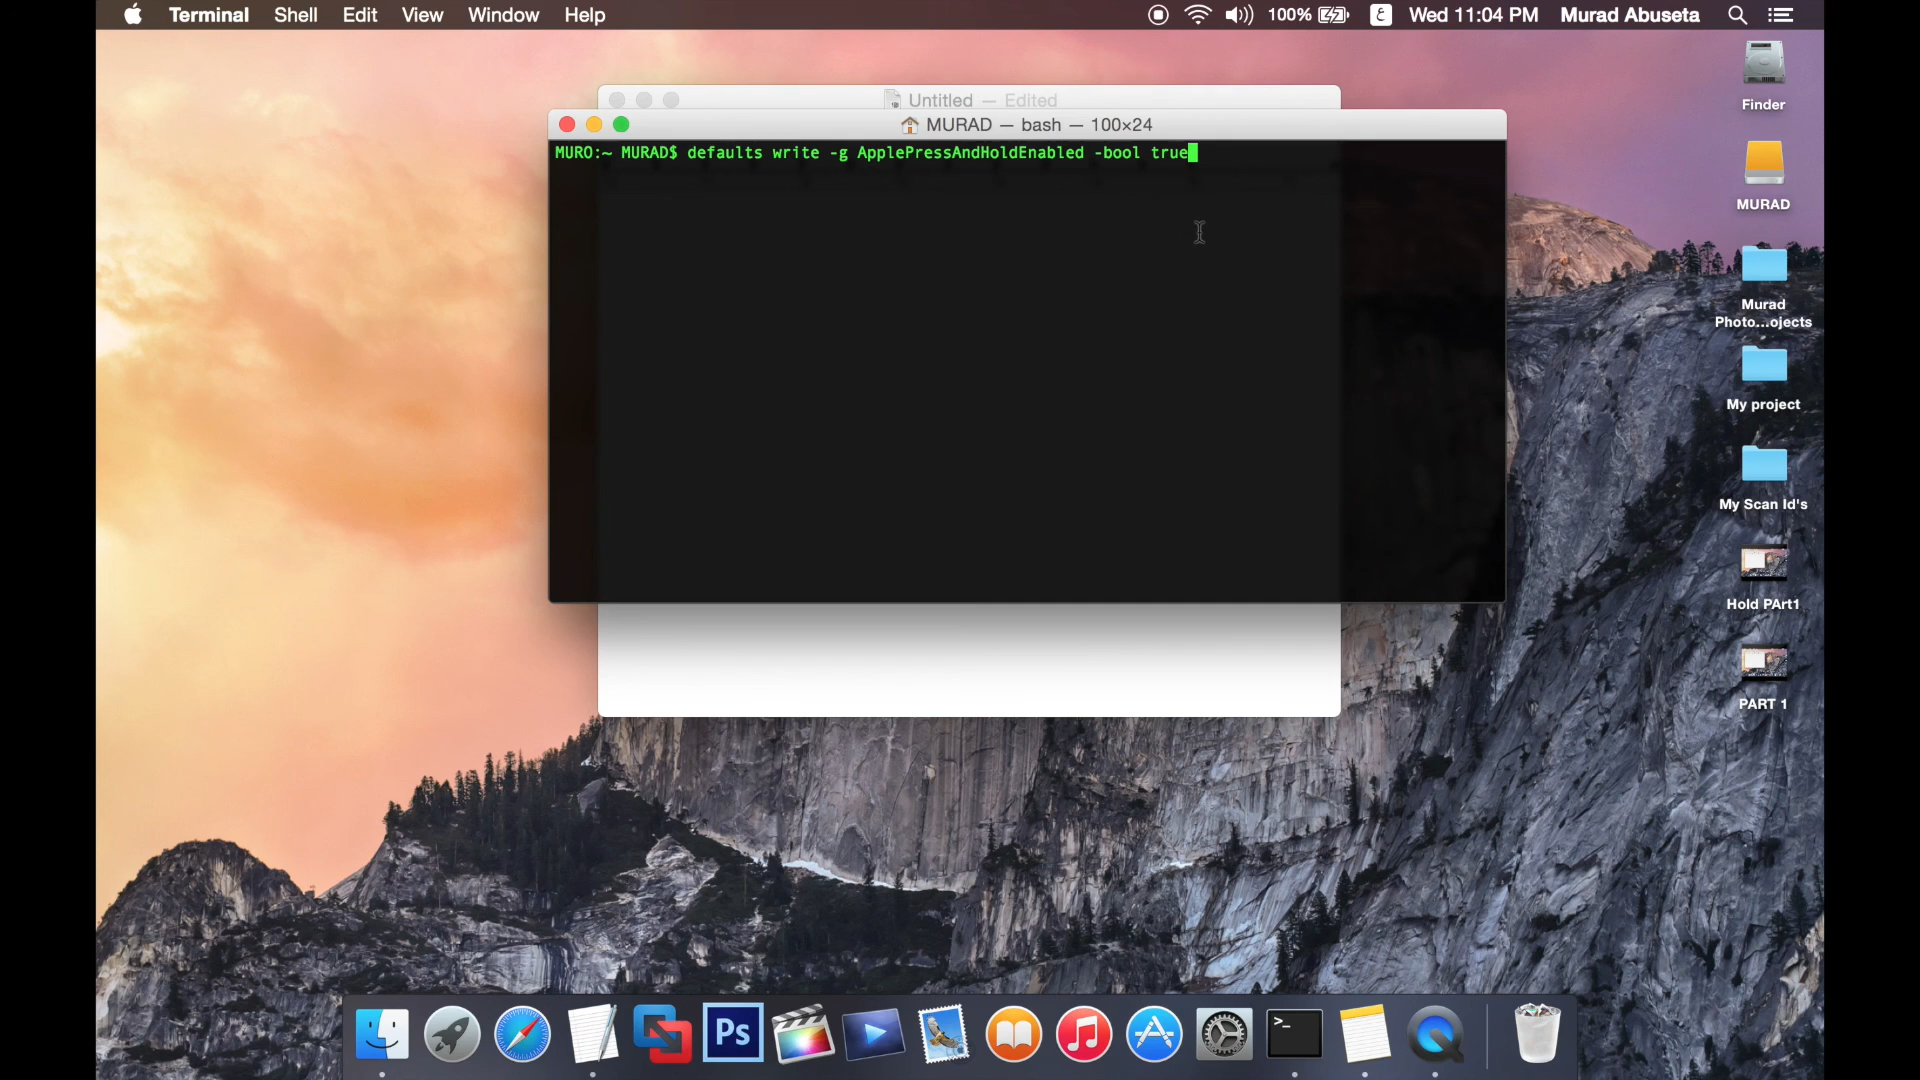 Terminal Shell Edit View Window Help 100% ع Wed 11:04 PM Murad Abuseta
Untitled — Edited
MURAD — bash — 100×24
MURO:~ MURAD$ defaults write -g ApplePressAndHoldEnabled -bool true
Finder
MURAD
Murad
Photo...ojects
My project
My Scan Id's
Hold PArt1
PART 1
Ps
>_